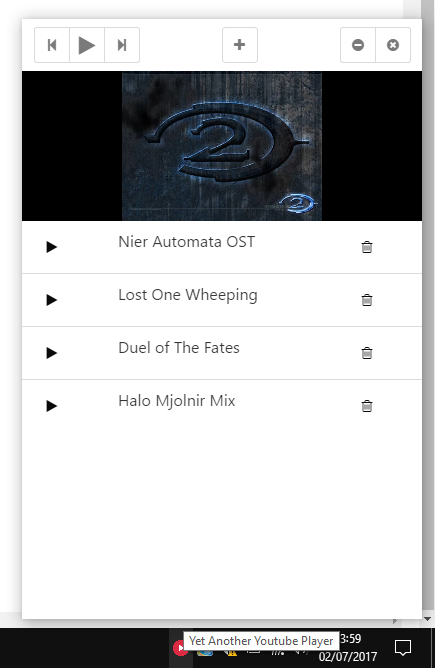 2
Nier Automata OST
Lost One Wheeping
Duel of The Fates
Halo Mjolnir Mix
Yet Another Youtube Player
3:59
02/07/2017